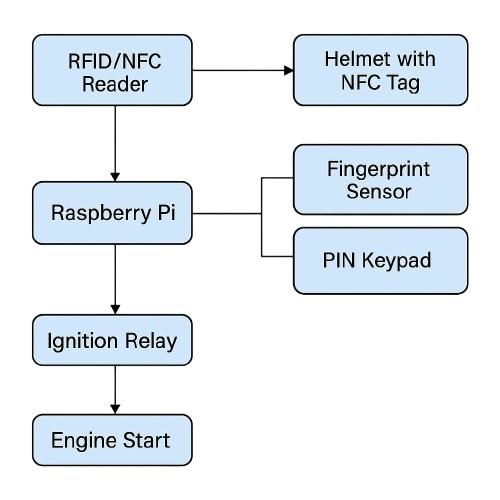 RFID/NFC
Reader
Helmet with
NFC Tag
Fingerprint
Sensor
Raspberry Pi
PIN Keypad
Ignition Relay
Engine Start